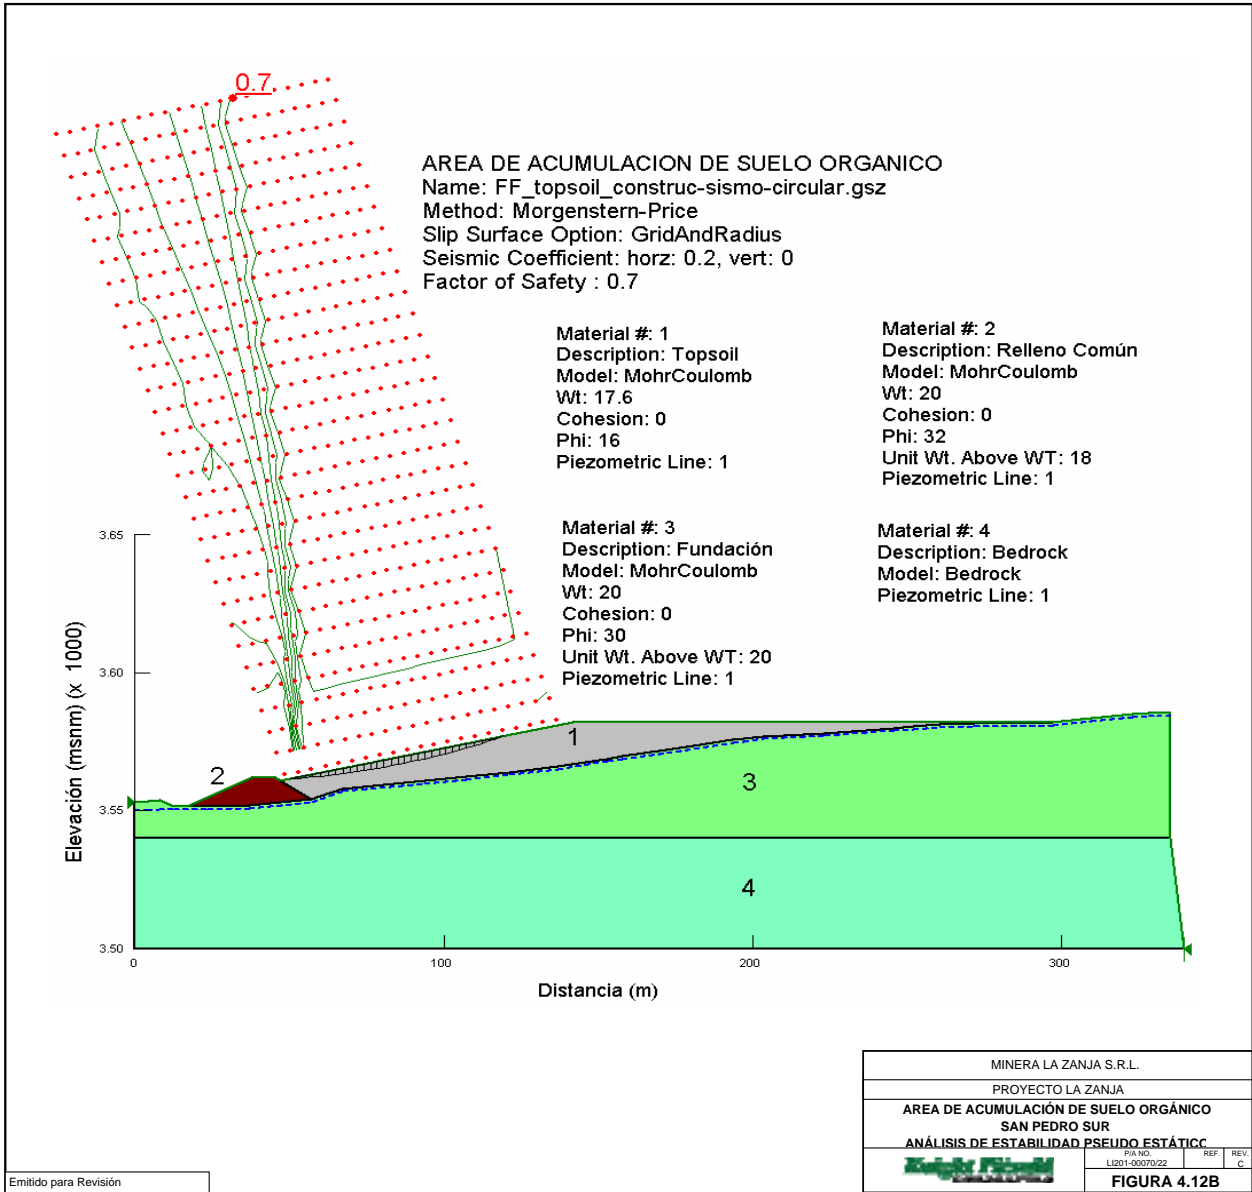 0.7
AREA DE ACUMULACION DE SUELO ORGANICO
Name: FF_topsoil_construc-sismo-circular.gsz
Method: Morgenstern-Price
Slip Surface Option: GridAndRadius
Seismic Coefficient: horz: 0.2, vert: 0
Factor of Safety : 0.7
Material #: 1
Description: Topsoil
Model: MohrCoulomb
Wt: 17.6
Cohesion: 0
Phi: 16
Piezometric Line: 1
Material #: 2
Description: Relleno Común
Model: MohrCoulomb
Wt: 20
Cohesion: 0
Phi: 32
Unit Wt. Above WT: 18
Piezometric Line: 1
Material #: 3
Description: Fundación
Model: MohrCoulomb
Wt: 20
Cohesion: 0
Phi: 30
Unit Wt. Above WT: 20
Piezometric Line: 1
Material #: 4
Description: Bedrock
Model: Bedrock
Piezometric Line: 1
Elevación (msnm) (x 1000)
3.65
3.60
3.55
3.50
1
2
3
4
0
100
200
300
Distancia (m)
MINERA LA ZANJA S.R.L.
PROYECTO LA ZANJA
AREA DE ACUMULACIÓN DE SUELO ORGÁNICO
SAN PEDRO SUR
ANÁLISIS DE ESTABILIDAD PSEUDO ESTÁTICO
Knight Piésold
P/A NO.
LI201-00070/22
REF.
REV.
C
FIGURA 4.12B
Emitido para Revisión